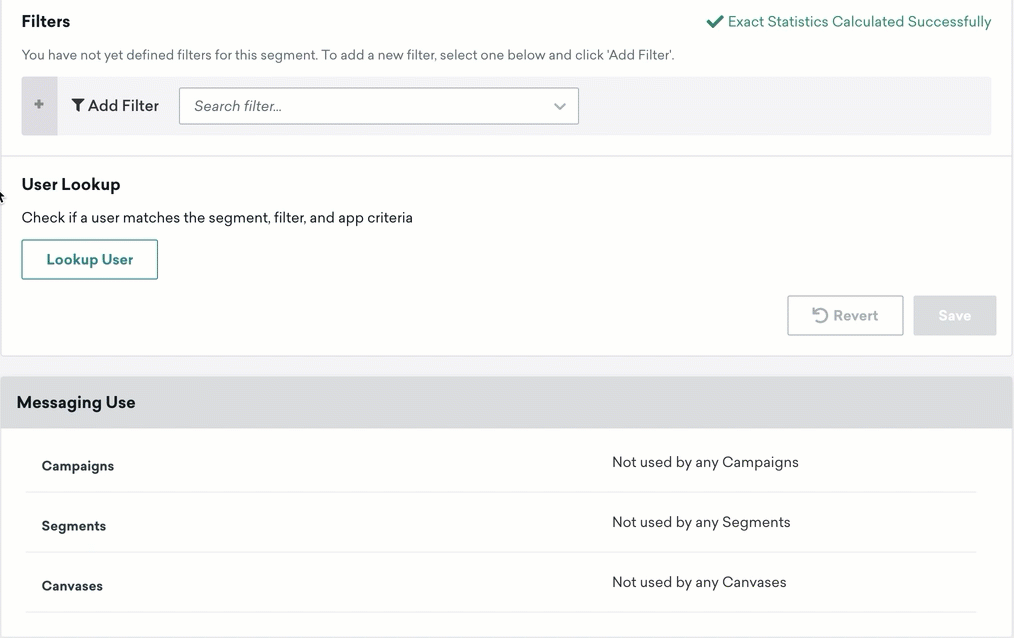 Filters
Exact Statistics Calculated Successfully
You have not yet defined filters for this segment. To add a new filter, select one below and click 'Add Filter'.
+ Add Filter Search filter...
User Lookup
Check if a user matches the segment, filter, and app criteria
Lookup User
Revert Save
Messaging Use
Campaigns Not used by any Campaigns
Segments Not used by any Segments
Canvases Not used by any Canvases